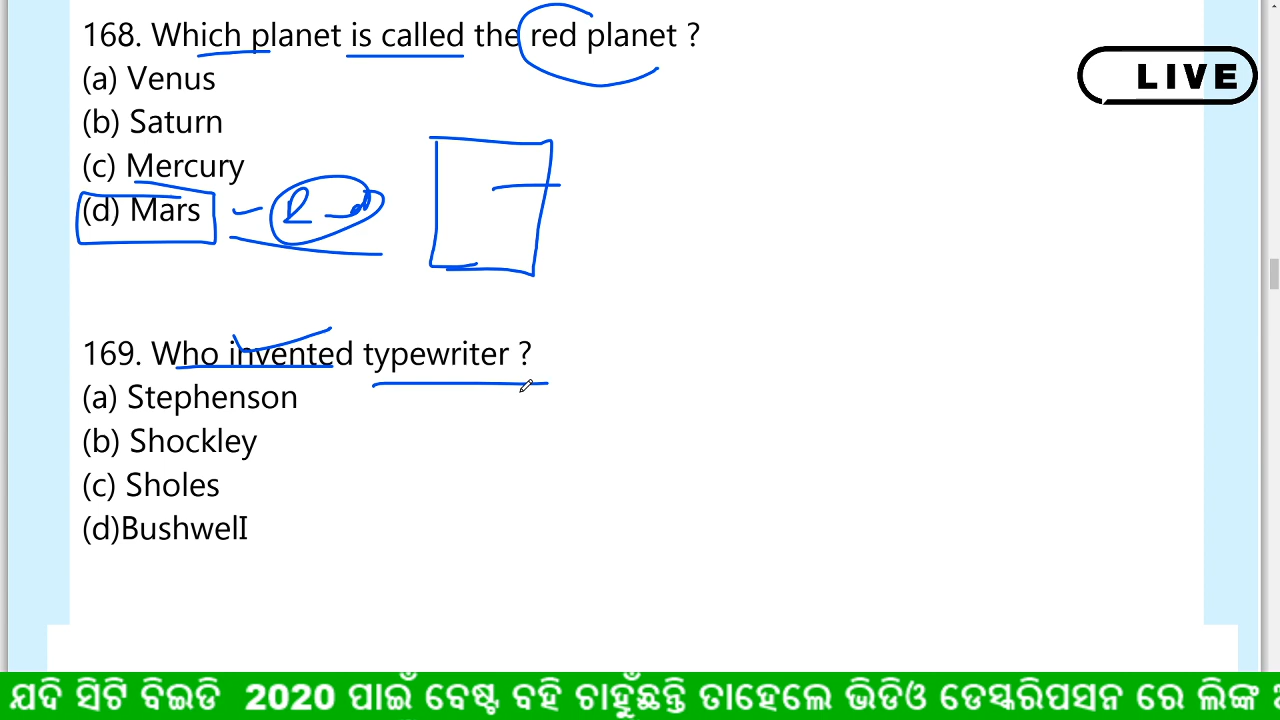 168. Which planet is called the red planet ?
(a) Venus
LIVE
(b) Saturn
(c) Mercury
(d) Mars
169. Who invented typewriter ?
(a) Stephenson
(b) Shockley
(c) Sholes
(d)BushwelI
ଯଦି ସିଟି ବିଇଡି 2020 ପାଇଁ ବେଷ୍ଟ ବହି ଚାହୁଁଛନ୍ତି ତାହେଲେ ଭିଡିଓ ଡେସ୍କରିପସନ ରେ ଲିଙ୍କ